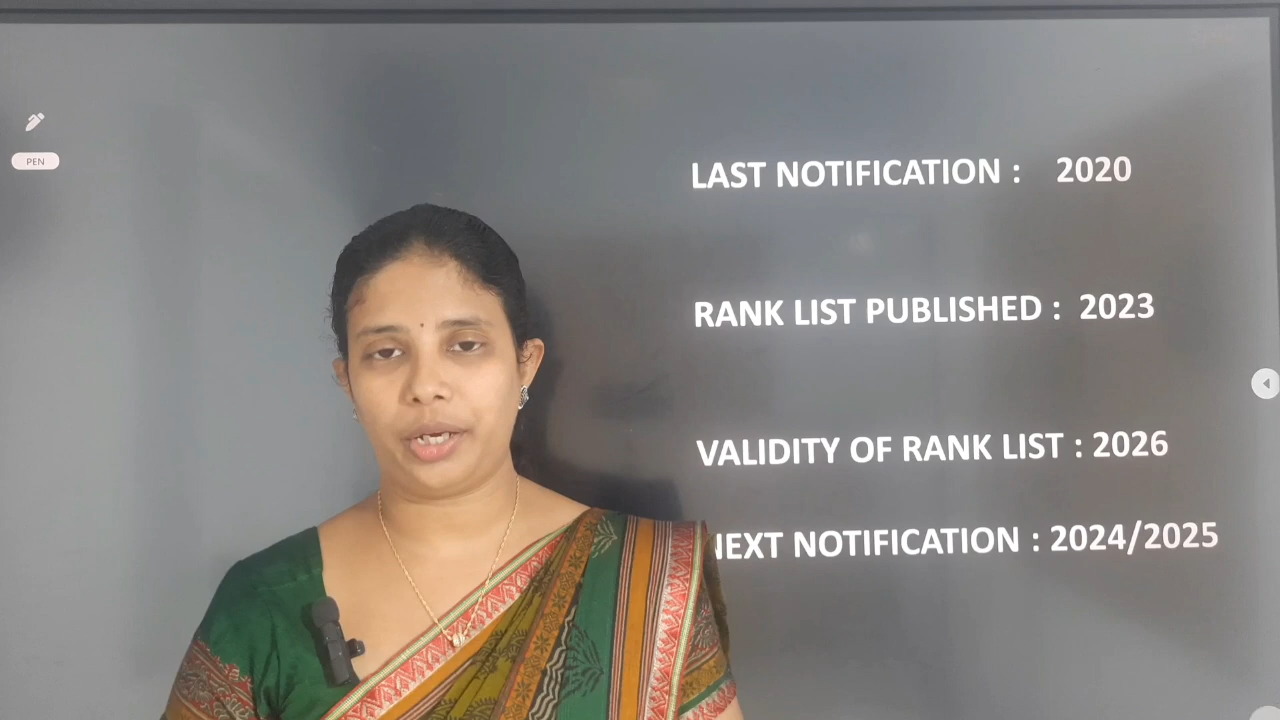 PEN
LAST NOTIFICATION : 2020
RANK LIST PUBLISHED : 2023
VALIDITY OF RANK LIST : 2026
NEXT NOTIFICATION : 2024/2025